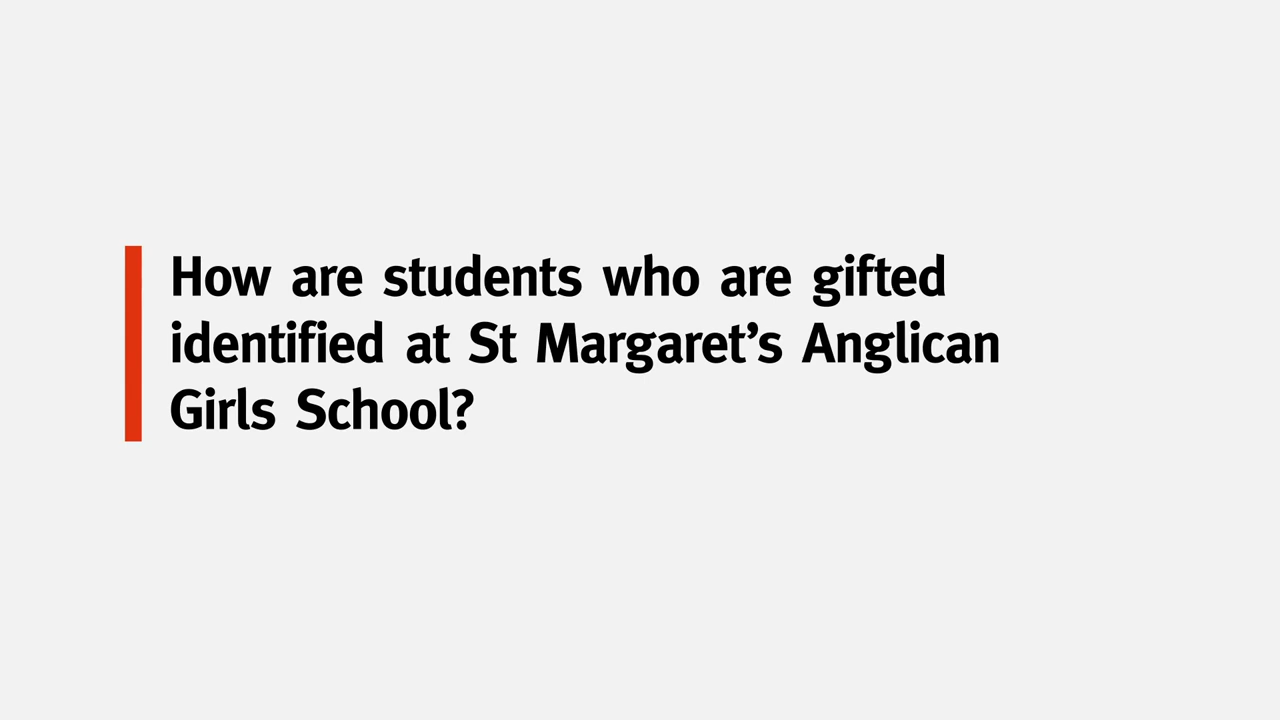 How are students who are gifted
identified at St Margaret’s Anglican
Girls School?